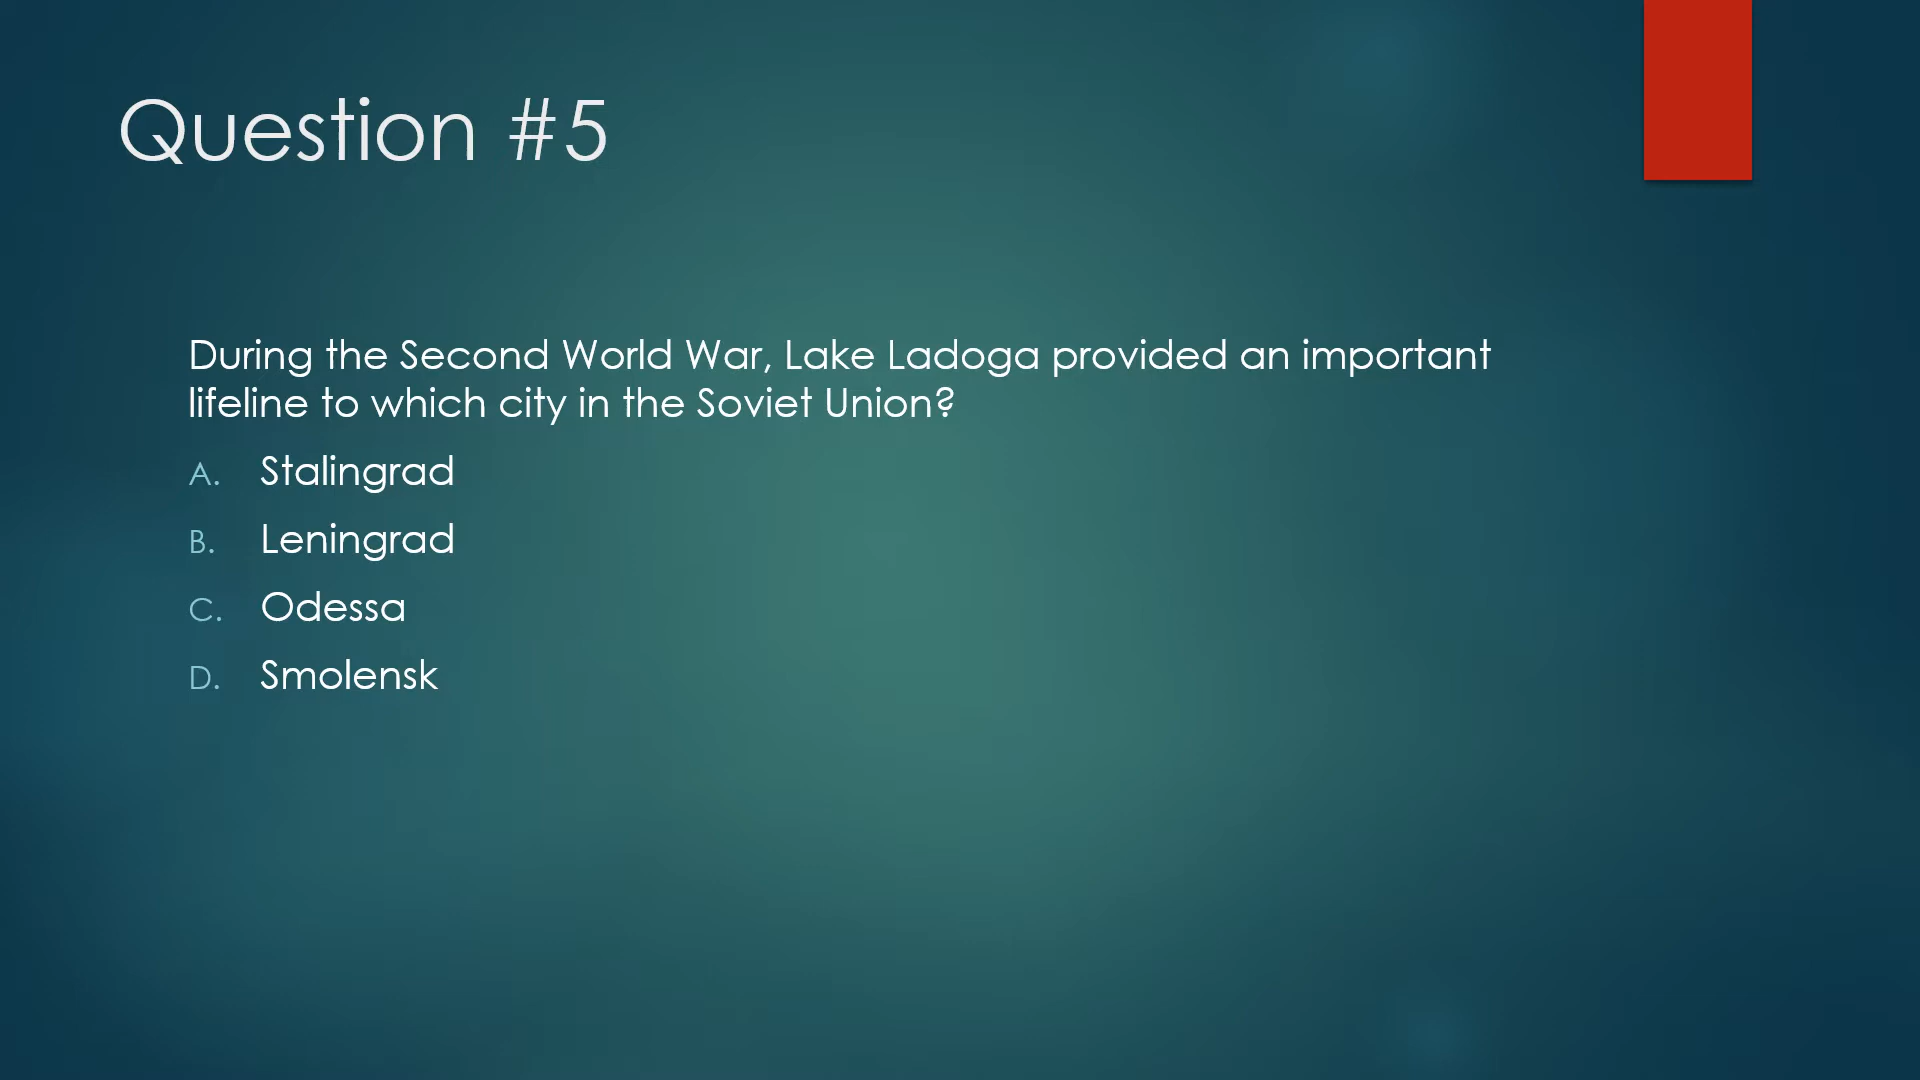 Question #5
During the Second World War, Lake Ladoga provided an important
lifeline to which city in the Soviet Union?
A. Stalingrad
B. Leningrad
C. Odessa
D. Smolensk